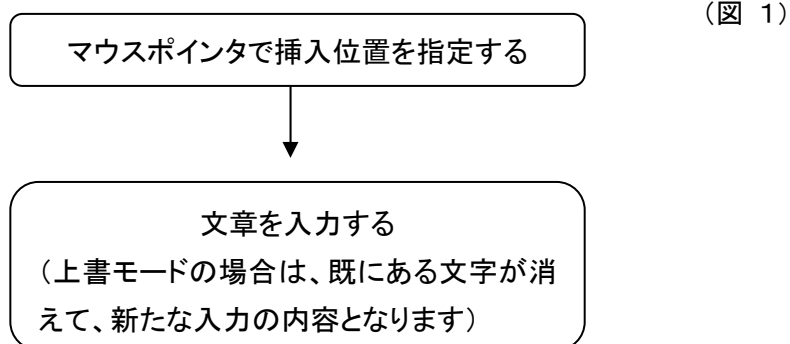 （図 1）
マウスポインタで挿入位置を指定する
文章を入力する
（上書モードの場合は、既にある文字が消
えて、新たな入力の内容となります）